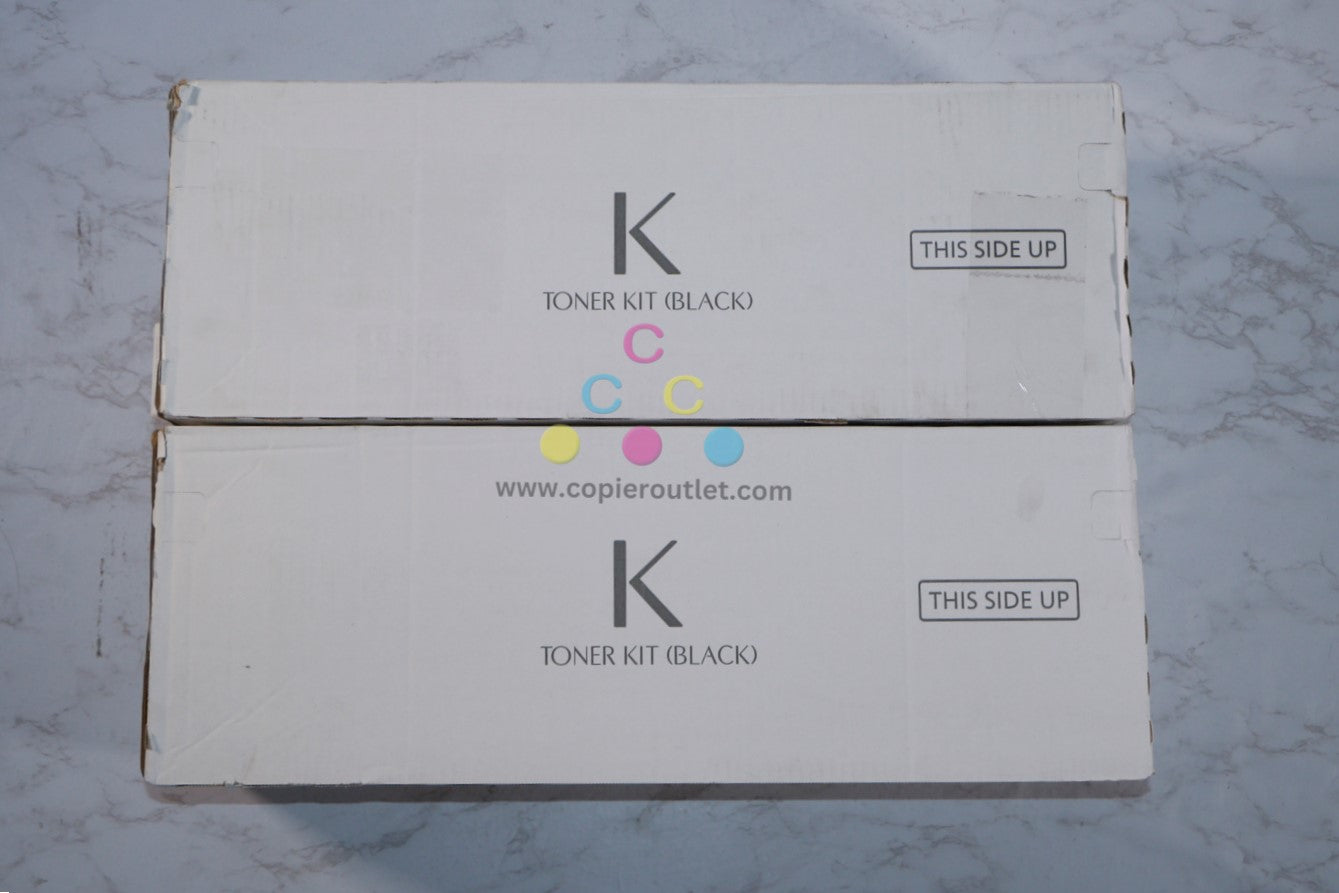 K
TONER KIT (BLACK)
THIS SIDE UP
C
C C
www.copieroutlet.com
K
TONER KIT (BLACK)
THIS SIDE UP